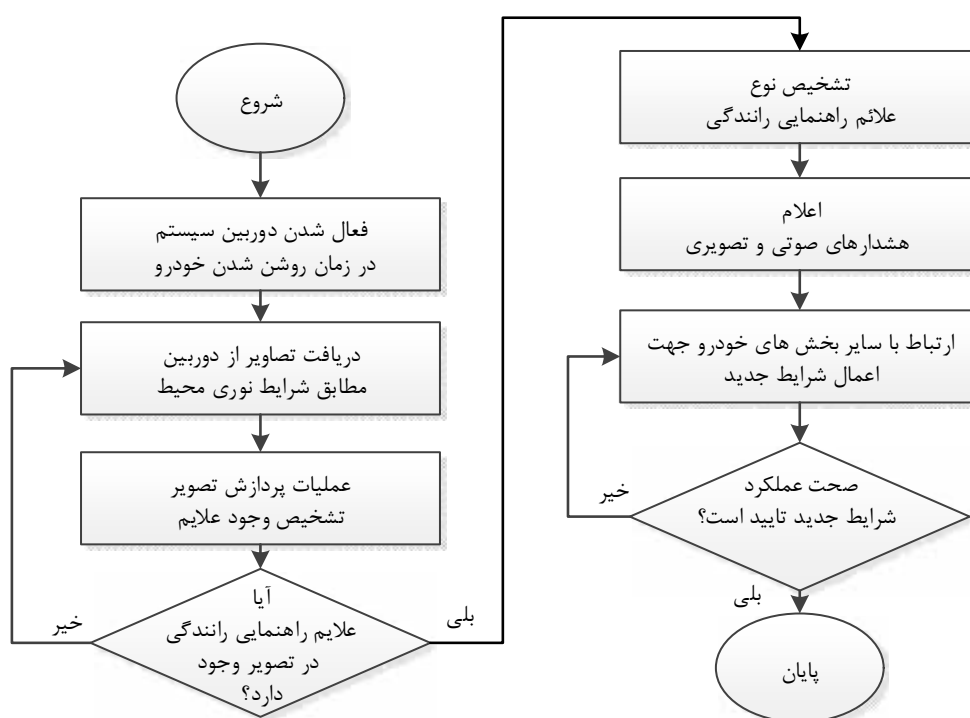 شروع
فعال شدن دوربین سیستم
در زمان روشن شدن خودرو
دریافت تصاویر از دوربین
مطابق شرایط نوری محیط
عملیات پردازش تصویر
تشخیص وجود علایم
آیا
علایم راهنمایی رانندگی
در تصویر وجود
دارد؟
خیر
بلی
تشخیص نوع
علائم راهنمایی رانندگی
اعلام
هشدارهای صوتی و تصویری
ارتباط با سایر بخش های خودرو جهت
اعمال شرایط جدید
صحت عملکرد
شرایط جدید تایید است؟
خیر
بلی
پایان